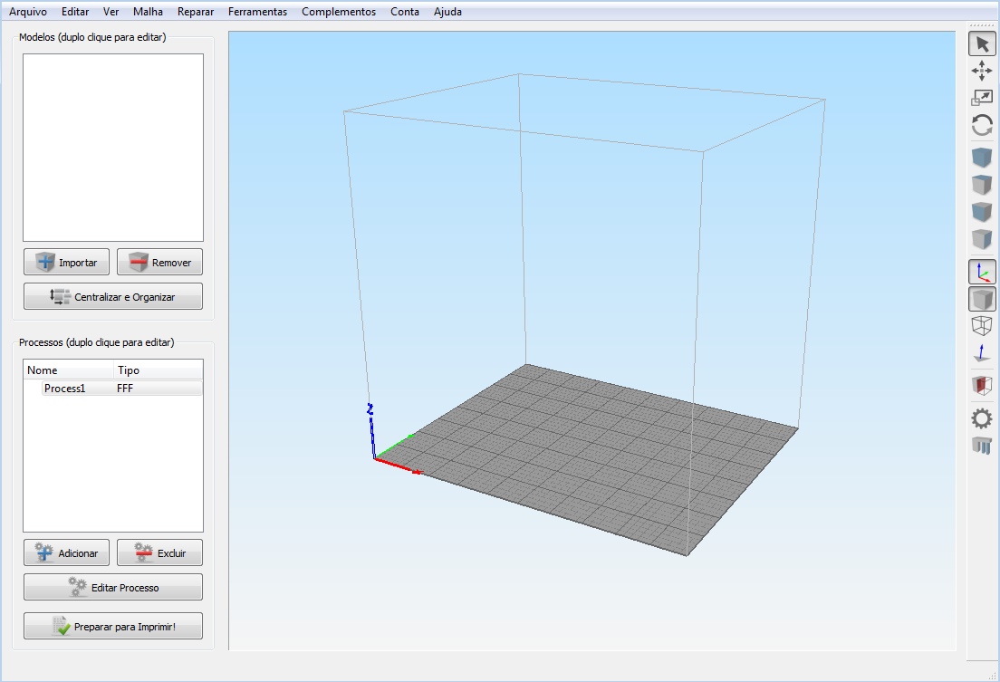 Arquivo Editar Ver Malha Reparar Ferramentas Complementos Conta Ajuda
Modelos (duplo clique para editar)
Importar Remover
Centralizar e Organizar
Processos (duplo clique para editar)
Nome Tipo
Process1 FFF
Adicionar Excluir
Editar Processo
Preparar para Imprimir!